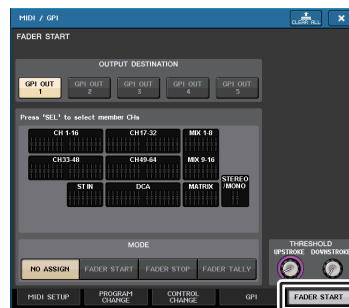 MIDI / GPI
CLEAR ALL
×
FADER START
OUTPUT DESTINATION
GPI OUT 1
GPI OUT 2
GPI OUT 3
GPI OUT 4
GPI OUT 5
Press 'SEL' to select member CHs
CH 1-16
CH17-32
MIX 1-8
CH33-48
CH49-64
MIX 9-16
ST IN
DCA
MATRIX
STEREO /MONO
MODE
NO ASSIGN
FADER START
FADER STOP
FADER TALLY
THRESHOLD
UPSTROKE
DOWNSTROKE
MIDI SETUP
PROGRAM CHANGE
CONTROL CHANGE
GPI
FADER START